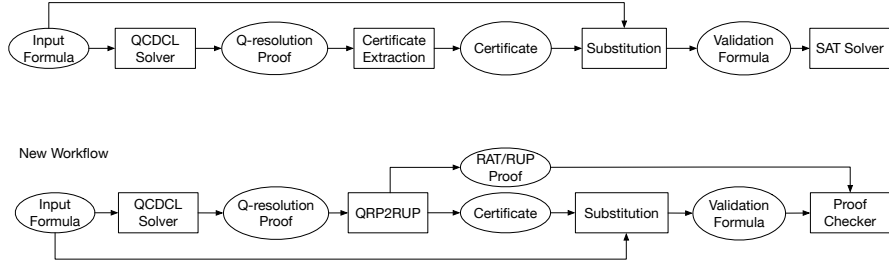 Input
Formula
QCDCL
Solver
Q-resolution
Proof
Certificate
Extraction
Certificate
Substitution
Validation
Formula
SAT Solver
New Workflow
RAT/RUP
Proof
Input
Formula
QCDCL
Solver
Q-resolution
Proof
QRP2RUP
Certificate
Substitution
Validation
Formula
Proof
Checker